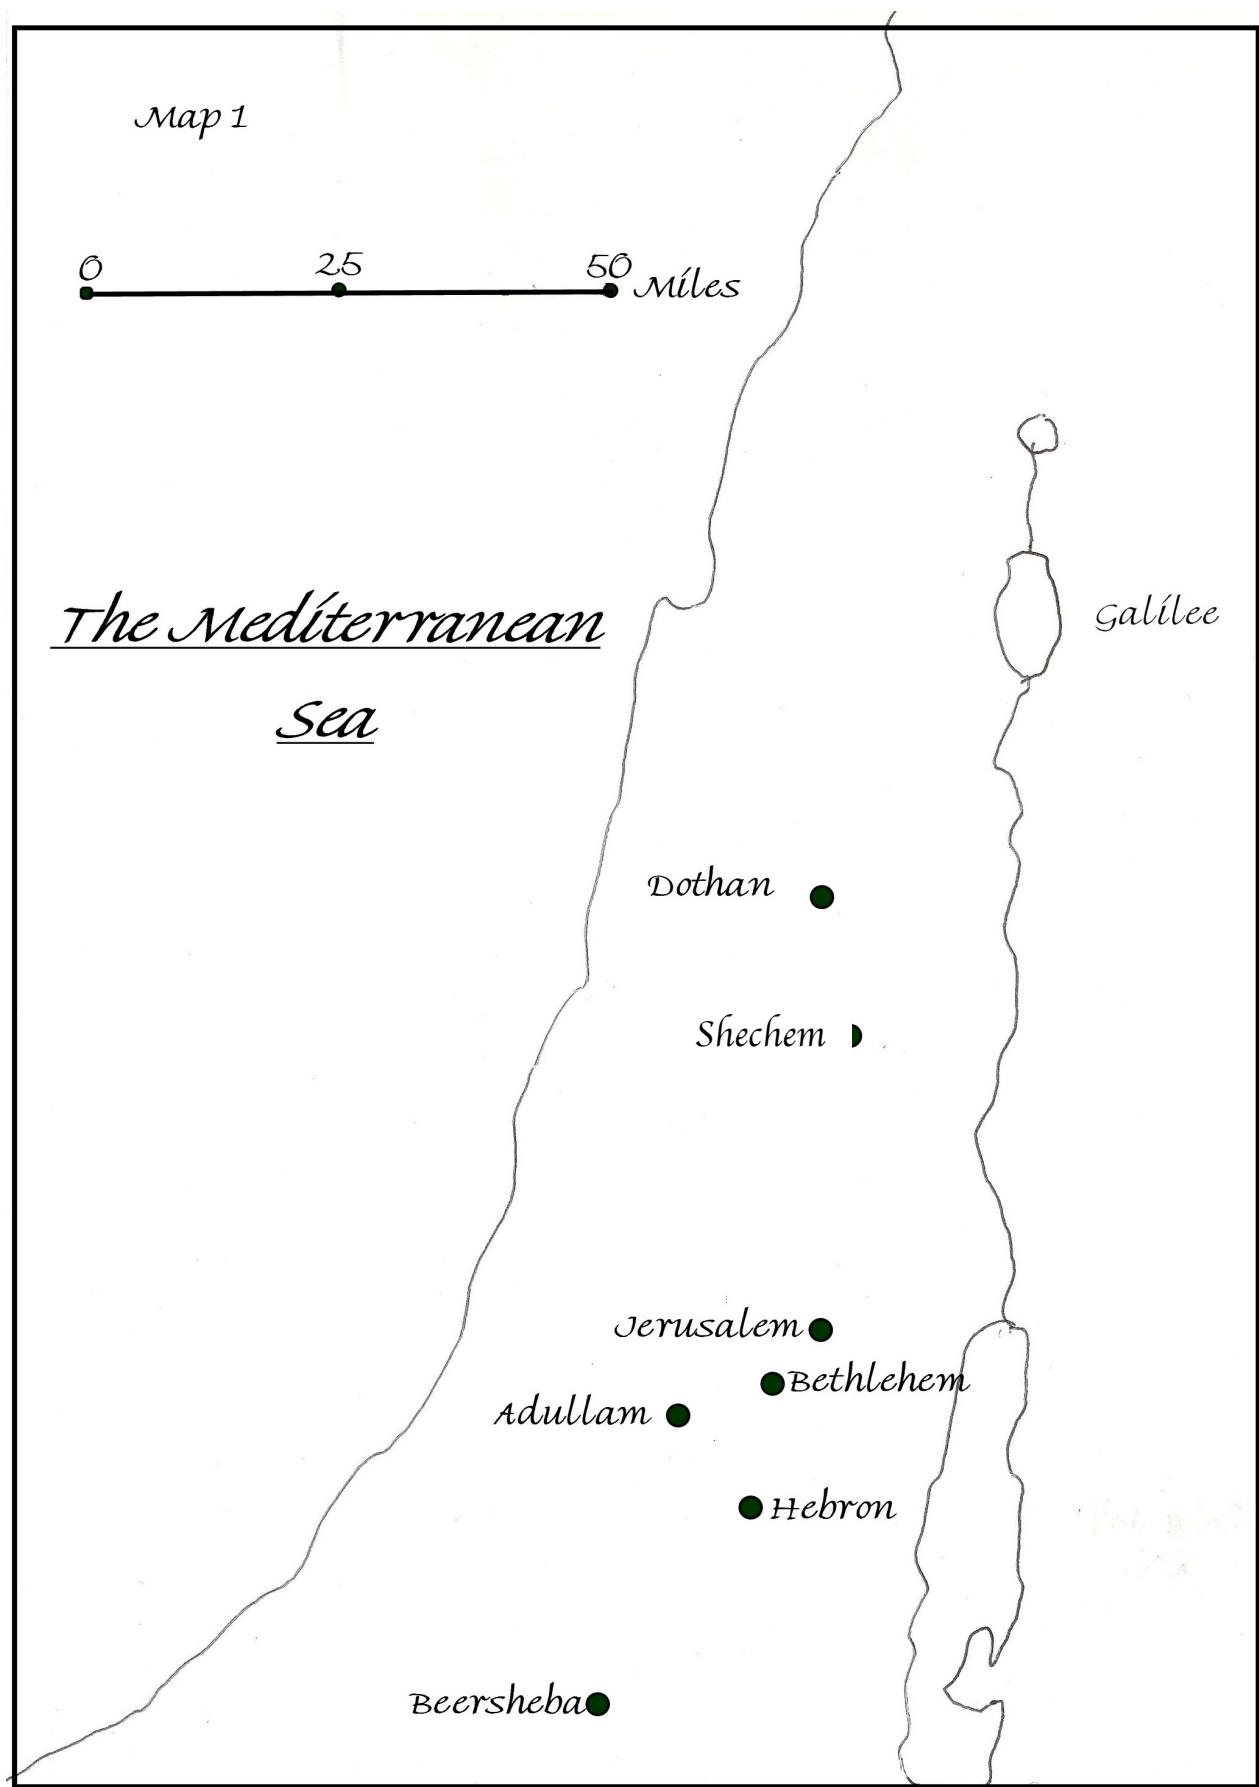 Map 1
0 25 50 Miles
The Mediterranean
Sea
Galilee
Dothan
Shechem
Jerusalem
Bethlehem
Adullam
Hebron
Beersheba